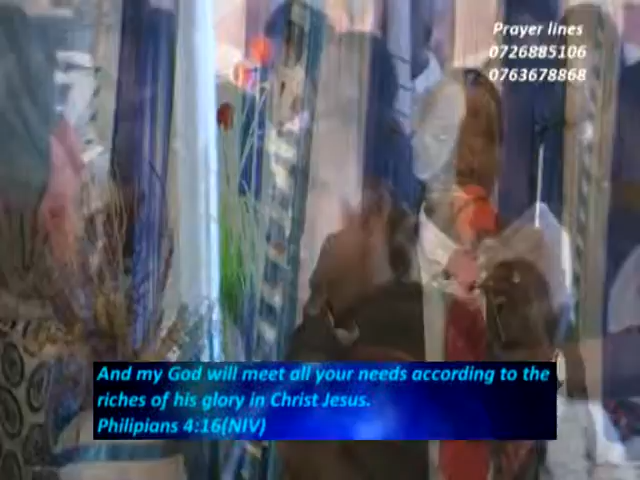 Prayer lines
0726885106
0763678868
And my God will meet all your needs according to the
riches of his glory in Christ Jesus.
Philipians 4:16(NIV)